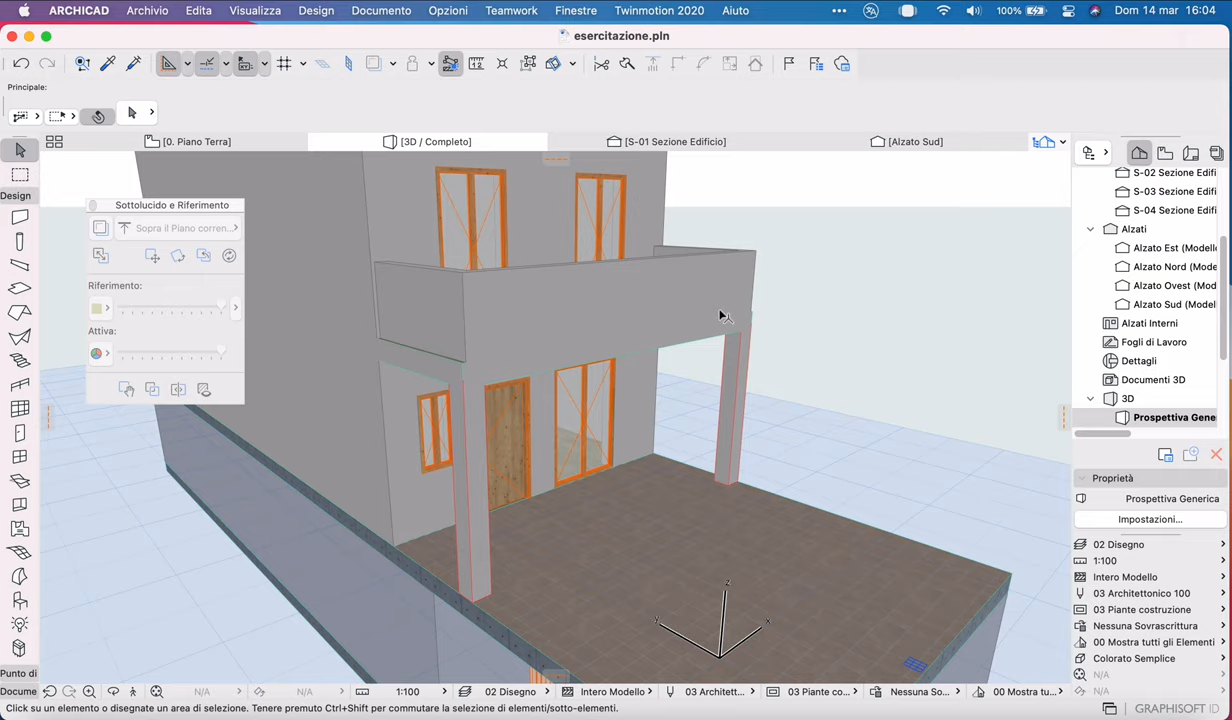 ARCHICAD Archivio Edita Visualizza Design Documento Opzioni Teamwork Finestre Twinmotion 2020 Aiuto ••• 100% Dom 14 mar 16:04
esercitazione.pln
Principale:
[0. Piano Terra] [3D / Completo] [S-01 Sezione Edificio] [Alzato Sud]
Design
Sottolucido e Riferimento
Sopra il Piano corren...
Riferimento:
Attiva:
S-02 Sezione Edifi
S-03 Sezione Edifi
S-04 Sezione Edifi
Alzati
Alzato Est (Modell
Alzato Nord (Mode
Alzato Ovest (Mod
Alzato Sud (Model
Alzati Interni
Fogli di Lavoro
Dettagli
Documenti 3D
3D
Prospettiva Gene
Proprietà
Prospettiva Generica
Impostazioni...
02 Disegno
1:100
Intero Modello
03 Architettonico 100
03 Piante costruzione
Nessuna Sovrascrittura
00 Mostra tutti gli Elementi
Colorato Semplice
N/A
z
x
Punto di
Docume
N/A N/A 1:100 02 Disegno Intero Modello 03 Architett... 03 Piante co... Nessuna So... 00 Mostra tu...
Click su un elemento o disegnate un area di selezione. Tenere premuto Ctrl+Shift per commutare la selezione di elementi/sotto-elementi.
GRAPHISOFT ID